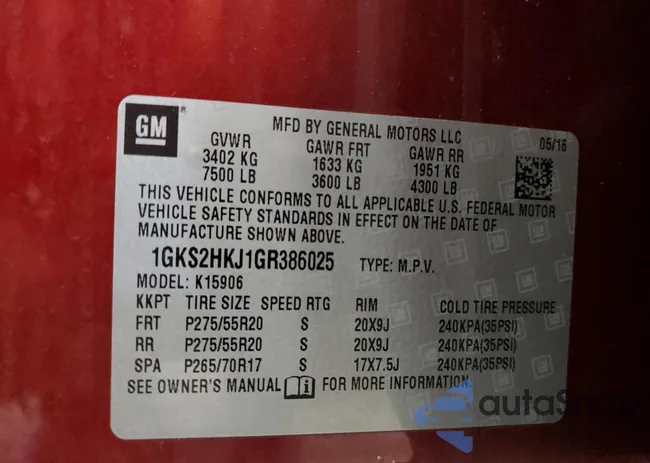 GM
MFD BY GENERAL MOTORS LLC
05/16
GVWR GAWR FRT GAWR RR
3402 KG 1633 KG 1951 KG
7500 LB 3600 LB 4300 LB
THIS VEHICLE CONFORMS TO ALL APPLICABLE U.S. FEDERAL MOTOR
VEHICLE SAFETY STANDARDS IN EFFECT ON THE DATE OF
MANUFACTURE SHOWN ABOVE.
1GKS2HKJ1GR386025 TYPE: M.P.V.
MODEL: K15906
KKPT TIRE SIZE SPEED RTG RIM COLD TIRE PRESSURE
FRT P275/55R20 S 20X9J 240KPA(35PSI)
RR P275/55R20 S 20X9J 240KPA(35PSI)
SPA P265/70R17 S 17X7.5J 240KPA(35PSI)
SEE OWNER'S MANUAL FOR MORE INFORMATION
autoSnap